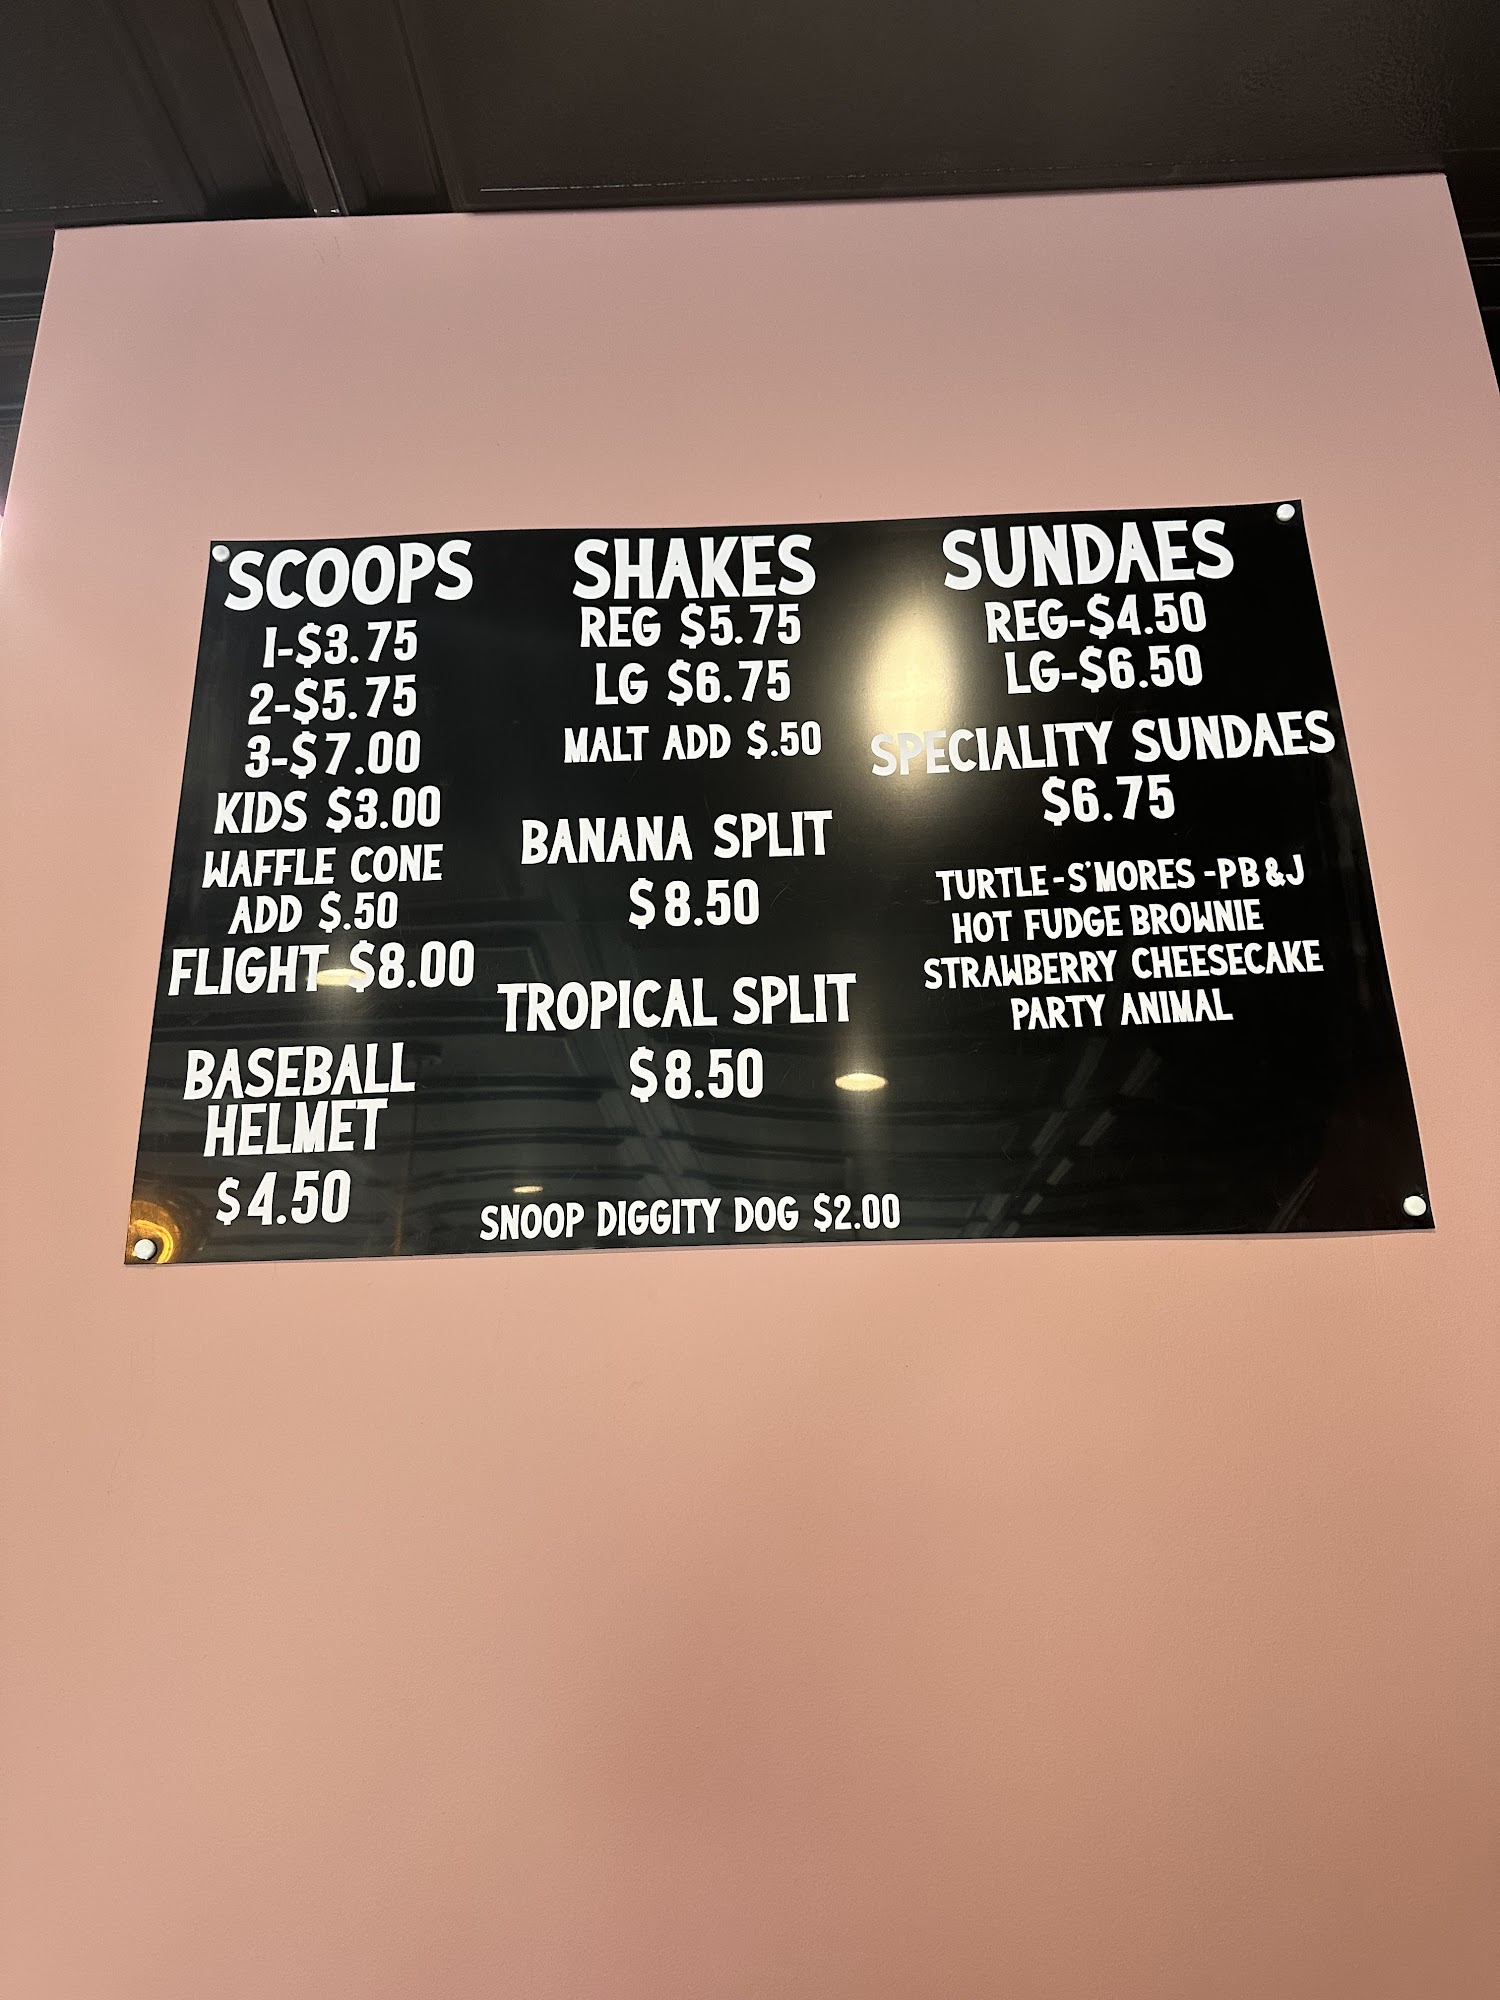 SCOOPS
1-$3.75
2-$5.75
3-$7.00
KIDS $3.00
WAFFLE CONE
ADD $.50
FLIGHT $8.00
BASEBALL
HELMET
$4.50
SHAKES
REG $5.75
LG $6.75
MALT ADD $.50
BANANA SPLIT
$8.50
TROPICAL SPLIT
$8.50
SNOOP DIGGITY DOG $2.00
SUNDAES
REG-$4.50
LG-$6.50
SPECIALITY SUNDAES
$6.75
TURTLE-S'MORES-PB&J
HOT FUDGE BROWNIE
STRAWBERRY CHEESECAKE
PARTY ANIMAL